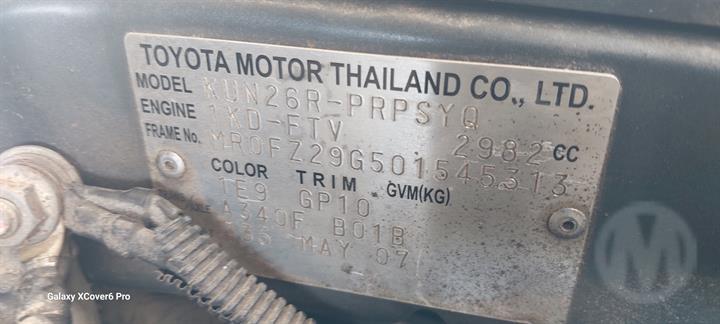 TOYOTA MOTOR THAILAND CO., LTD.
MODEL KUN26R-PRPSYQ
ENGINE 1KD-FTV 2982 CC
FRAME No. MR0FZ29G501545313
COLOR TRIM GVM(KG)
1E9 GP10
A340F B01B
MAY 07
Galaxy XCover6 Pro
M